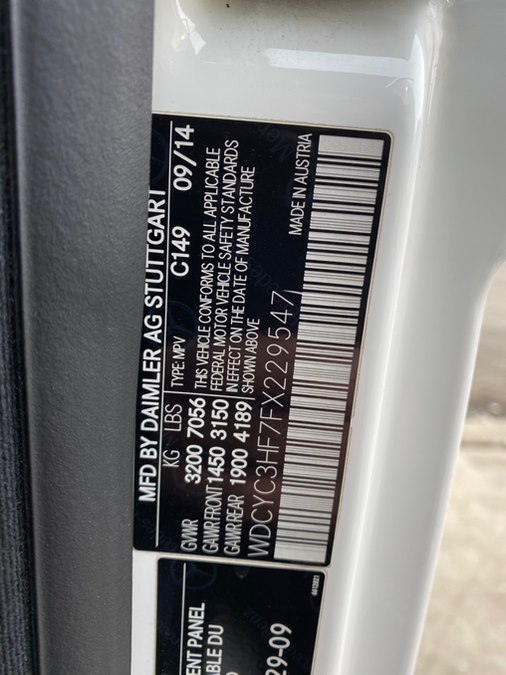 MFD BY DAIMLER AG STUTTGART
C149 09/14
KG LBS TYPE: MPV
GVWR 3200 7056
GAWR FRONT 1450 3150
GAWR REAR 1900 4189
THIS VEHICLE CONFORMS TO ALL APPLICABLE
FEDERAL MOTOR VEHICLE SAFETY STANDARDS
IN EFFECT ON THE DATE OF MANUFACTURE
WDCYC3HF7FX229547
MADE IN AUSTRIA
ENT PANEL
ABLE DU
29-09